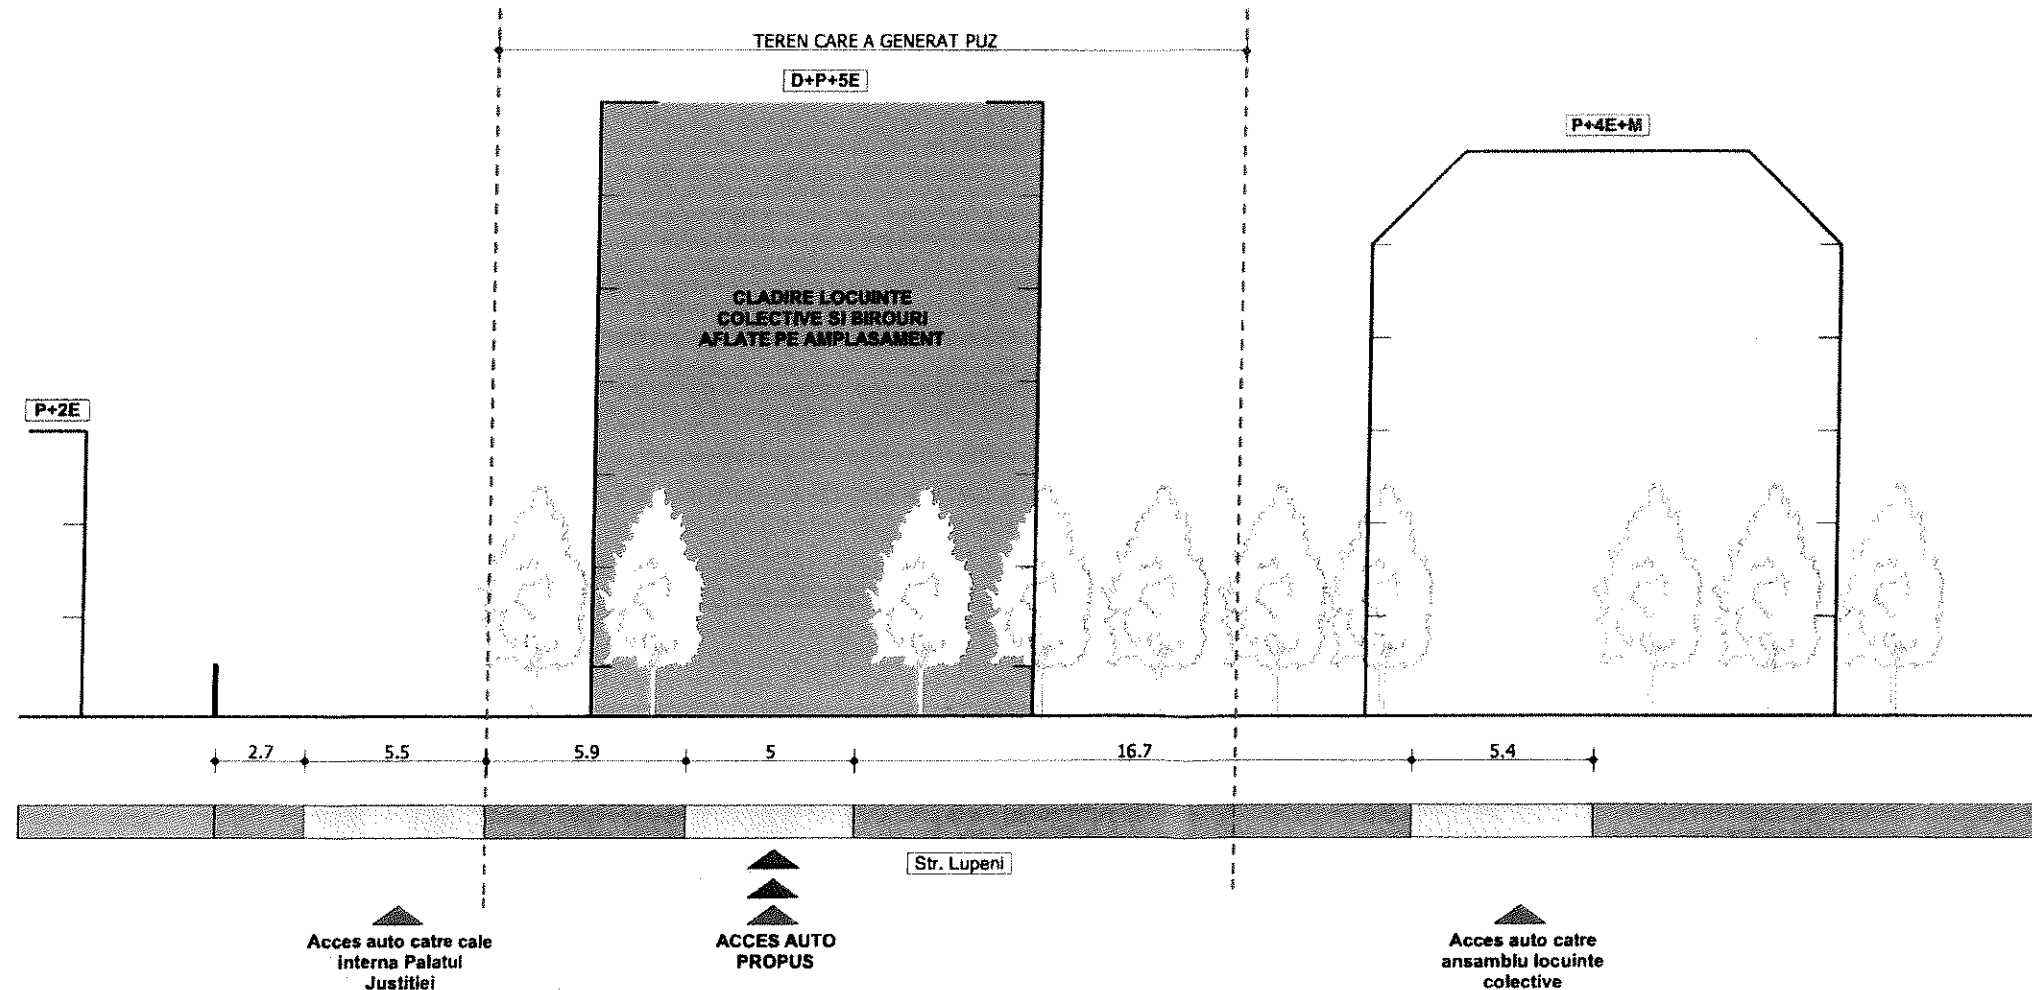 TEREN CARE A GENERAT PUZ
D+P+5E
P+4E+M
CLADIRE LOCUINTE
COLECTIVE SI BIROURI
AFLATE PE AMPLASAMENT
P+2E
2.7
5.5
5.9
5
16.7
5.4
Str. Lupeni
Acces auto catre cale
interna Palatul
Justitiei
ACCES AUTO
PROPUS
Acces auto catre
ansamblu locuinte
colective